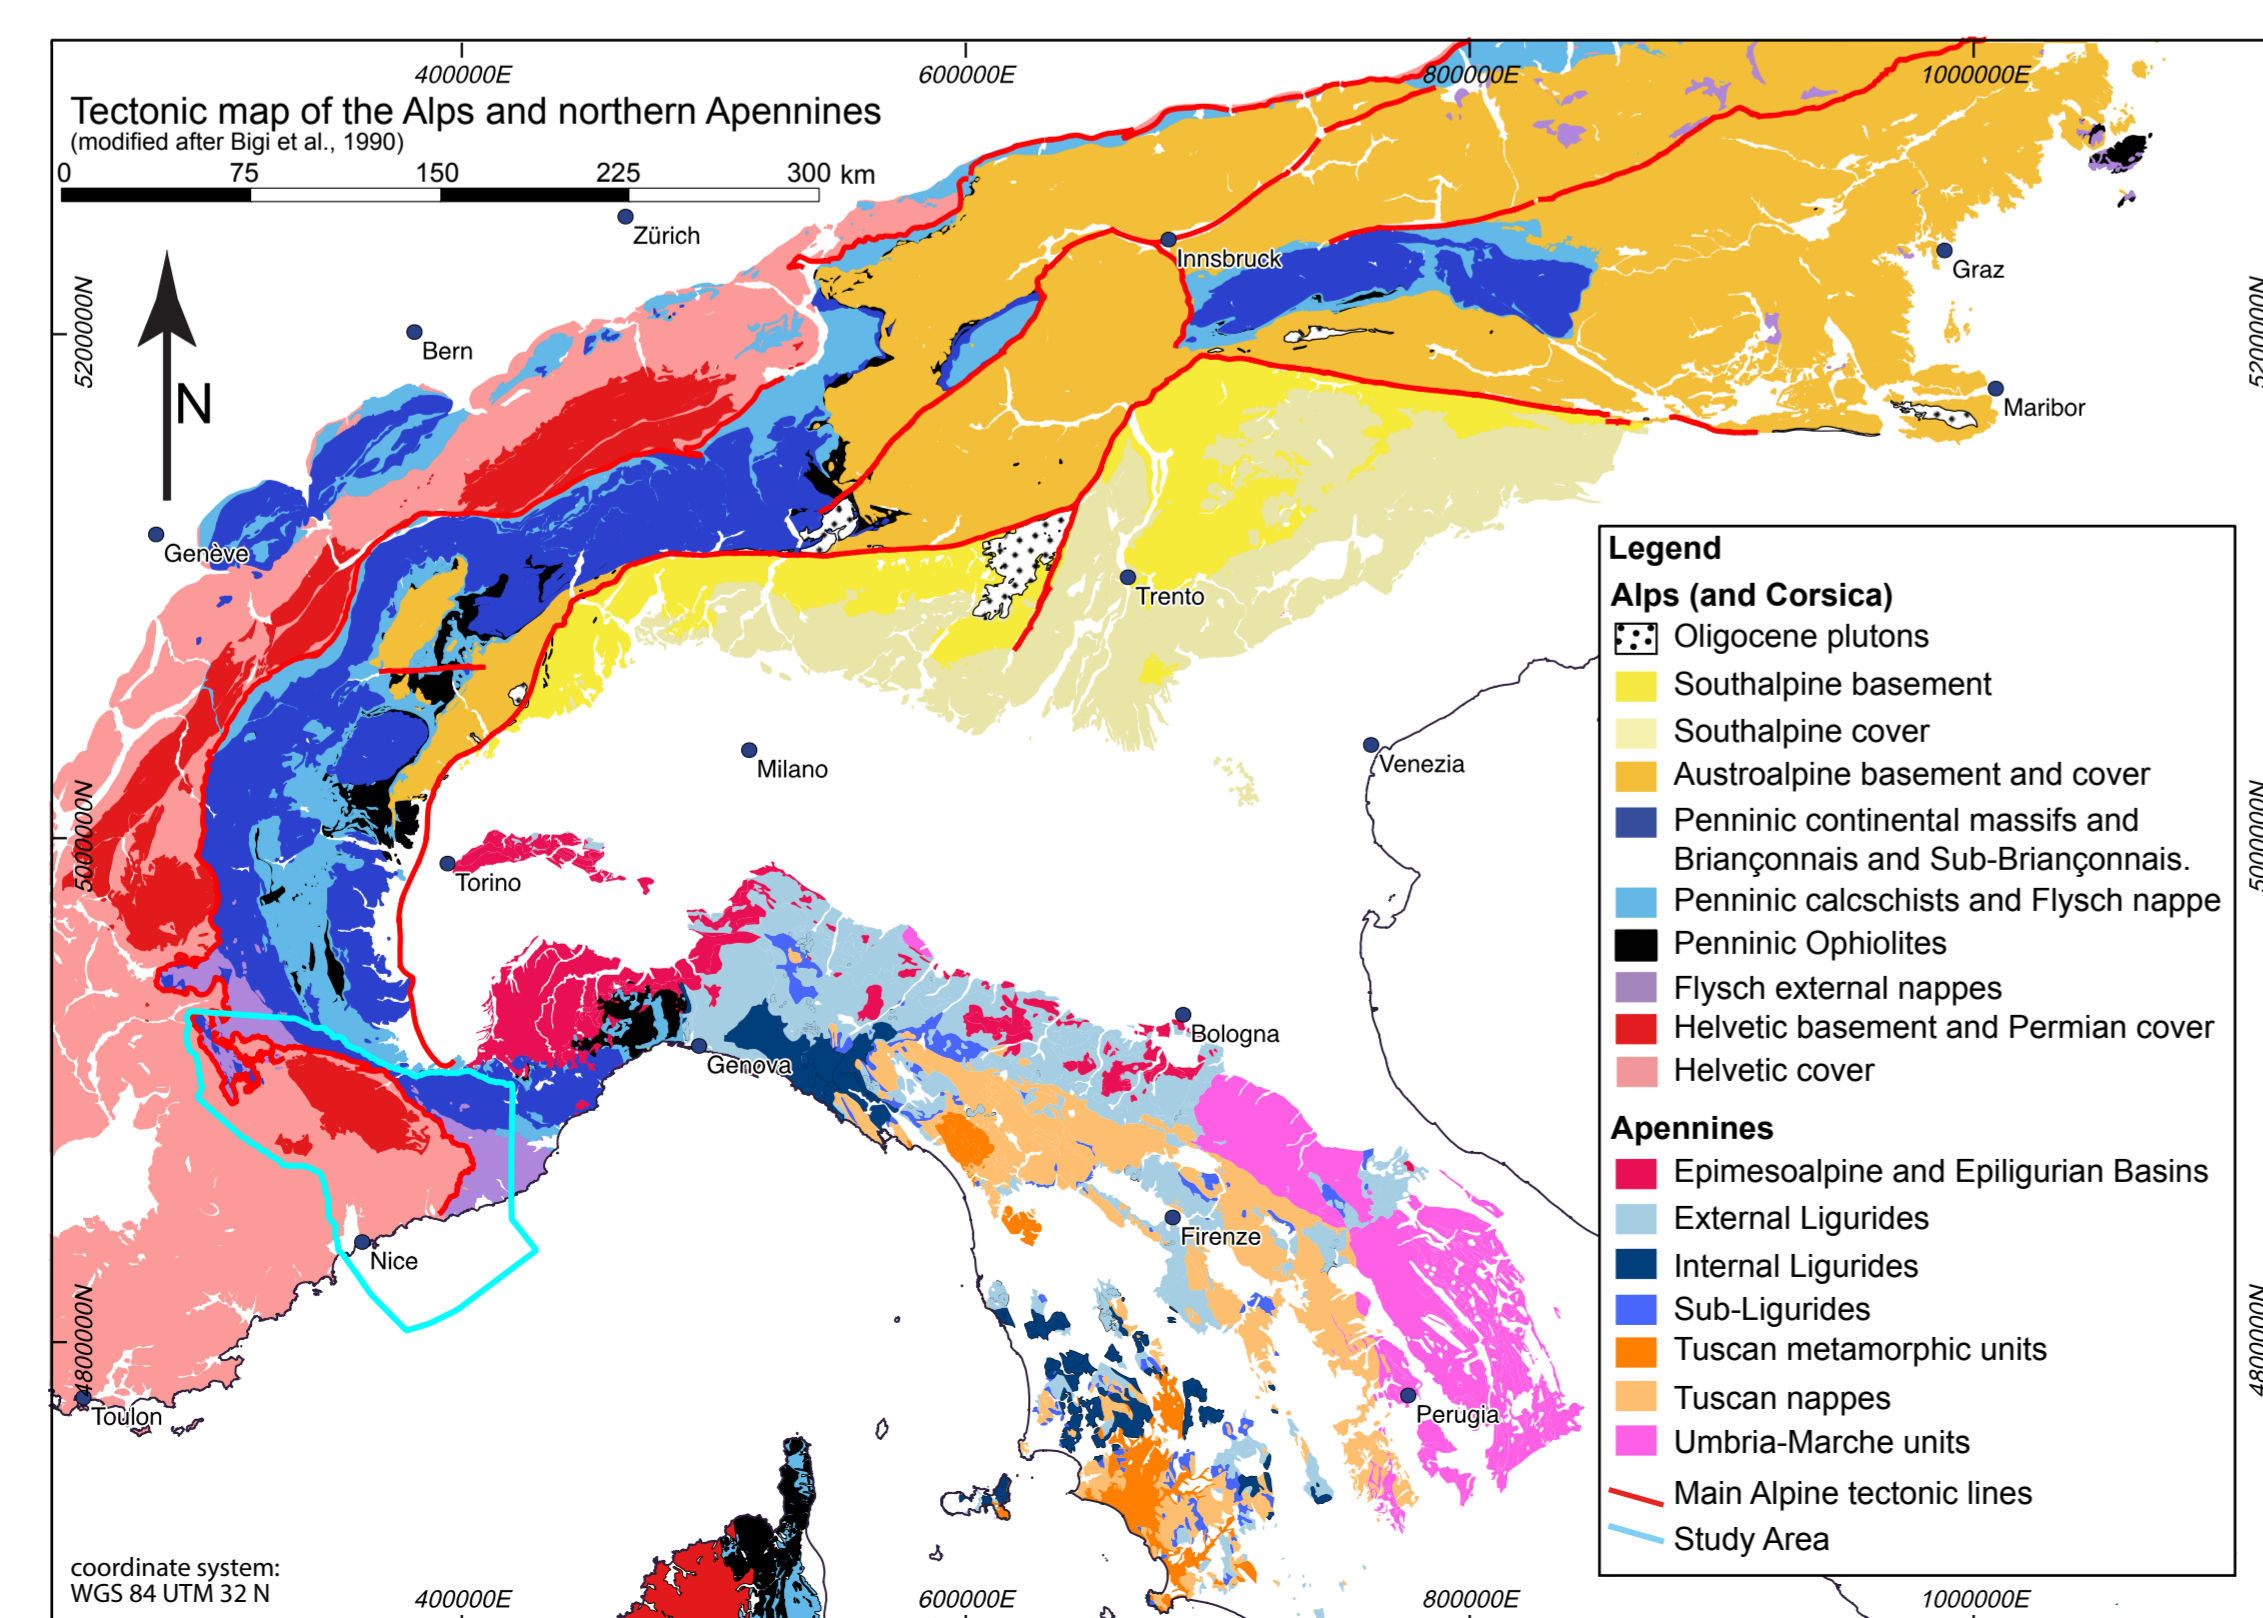 400000E
600000E
800000E
1000000E
Tectonic map of the Alps and northern Apennines
(modified after Bigi et al., 1990)
0 75 150 225 300 km
Zürich
Innsbruck
Graz
5200000N
5200000N
Bern
N
Maribor
Genève
Trento
Milano
Venezia
5000000N
5000000N
Torino
Genova
Bologna
Firenze
Nice
4800000N
4800000N
Toulon
Perugia
Legend
Alps (and Corsica)
Oligocene plutons
Southalpine basement
Southalpine cover
Austroalpine basement and cover
Penninic continental massifs and
Briançonnais and Sub-Briançonnais.
Penninic calcschists and Flysch nappe
Penninic Ophiolites
Flysch external nappes
Helvetic basement and Permian cover
Helvetic cover
Apennines
Epimesoalpine and Epiligurian Basins
External Ligurides
Internal Ligurides
Sub-Ligurides
Tuscan metamorphic units
Tuscan nappes
Umbria-Marche units
Main Alpine tectonic lines
Study Area
coordinate system:
WGS 84 UTM 32 N
400000E
600000E
800000E
1000000E